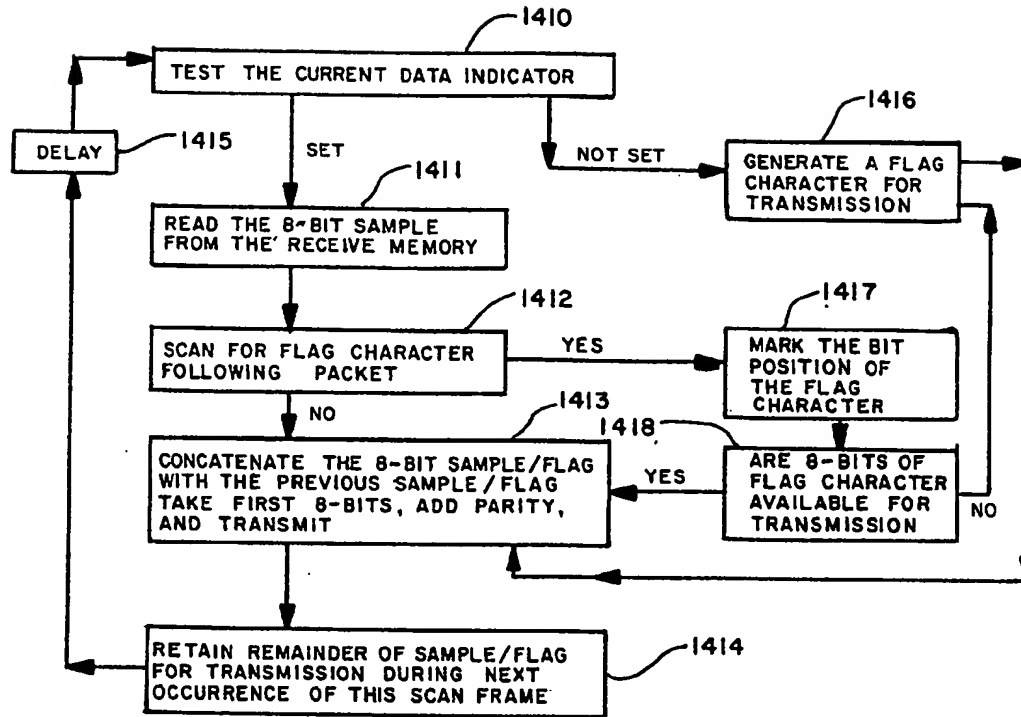 1410
TEST THE CURRENT DATA INDICATOR
1416
DELAY
1415
SET
NOT SET
GENERATE A FLAG
CHARACTER FOR
TRANSMISSION
1411
READ THE 8-BIT SAMPLE
FROM THE RECEIVE MEMORY
1412
SCAN FOR FLAG CHARACTER
FOLLOWING PACKET
YES
1417
MARK THE BIT
POSITION OF
THE FLAG
CHARACTER
NO
1413
1418
CONCATENATE THE 8-BIT SAMPLE/FLAG
WITH THE PREVIOUS SAMPLE/FLAG
TAKE FIRST 8-BITS, ADD PARITY,
AND TRANSMIT
YES
ARE 8-BITS OF
FLAG CHARACTER
AVAILABLE FOR
TRANSMISSION
NO
1414
RETAIN REMAINDER OF SAMPLE/FLAG
FOR TRANSMISSION DURING NEXT
OCCURRENCE OF THIS SCAN FRAME